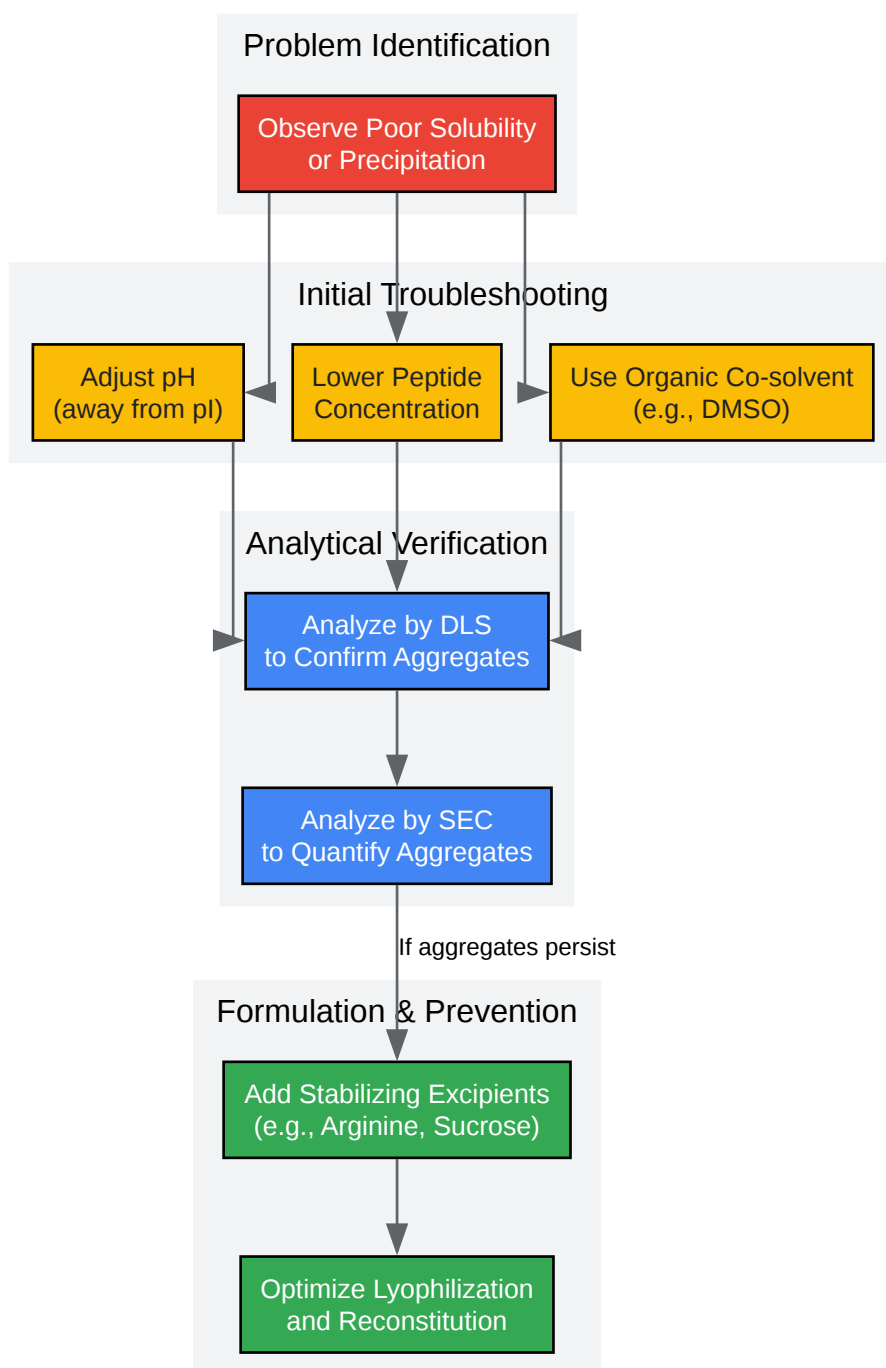 Problem Identification
Observe Poor Solubility
or Precipitation
Initial Troubleshooting
Adjust pH
(away from pI)
Lower Peptide
Concentration
Use Organic Co-solvent
(e.g., DMSO)
Analytical Verification
Analyze by DLS
to Confirm Aggregates
Analyze by SEC
to Quantify Aggregates
If aggregates persist
Formulation & Prevention
Add Stabilizing Excipients
(e.g., Arginine, Sucrose)
Optimize Lyophilization
and Reconstitution